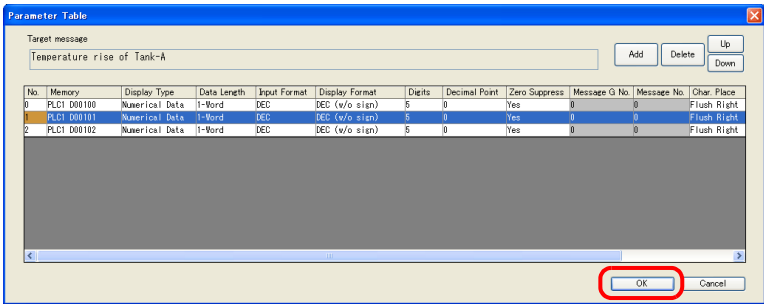 Parameter Table
Target message
Temperature rise of Tank-A
Add Delete Up
Down
No. Memory Display Type Data Length Input Format Display Format Digits Decimal Point Zero Suppress Message G No. Message No. Char. Place
0 PLC1 D00100 Numerical Data 1-Word DEC DEC (w/o sign) 5 0 Yes 0 0 Flush Right
1 PLC1 D00101 Numerical Data 1-Word DEC DEC (w/o sign) 5 0 Yes 0 0 Flush Right
2 PLC1 D00102 Numerical Data 1-Word DEC DEC (w/o sign) 5 0 Yes 0 0 Flush Right
OK Cancel